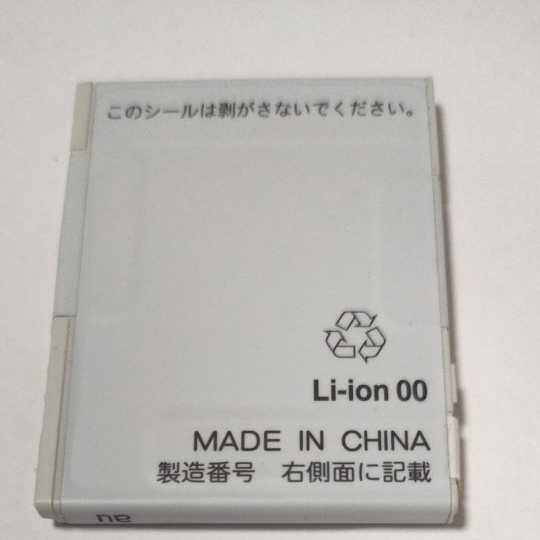 このシールは剥がさないでください。
Li-ion 00
MADE IN CHINA
製造番号 右側面に記載
au